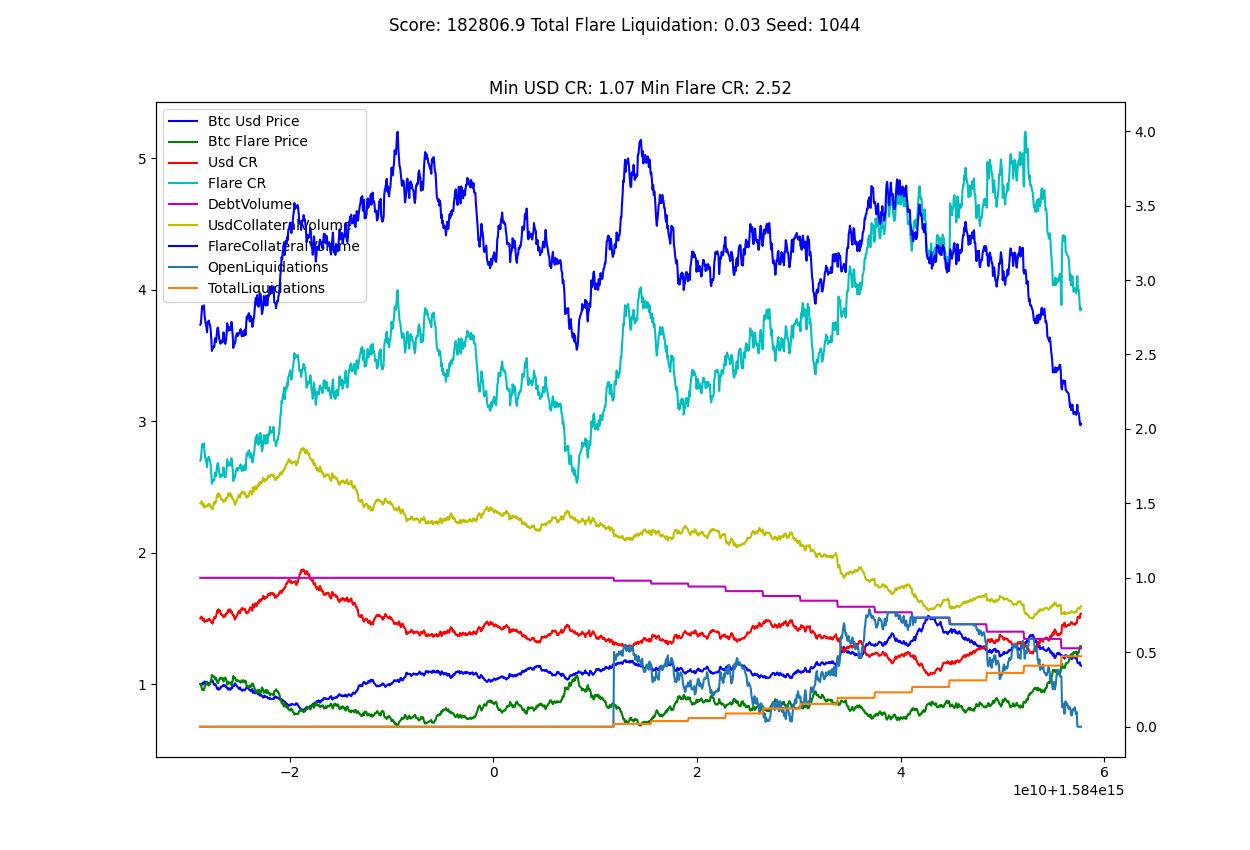 Score: 182806.9 Total Flare Liquidation: 0.03 Seed: 1044
Min USD CR: 1.07 Min Flare CR: 2.52
Btc Usd Price
Btc Flare Price
Usd CR
Flare CR
DebtVolume
UsdCollateralVolume
FlareCollateralVolume
OpenLiquidations
TotalLiquidations
5
4
3
2
1
4.0
3.5
3.0
2.5
2.0
1.5
1.0
0.5
0.0
−2 0 2 4 6
1e10+1.584e15